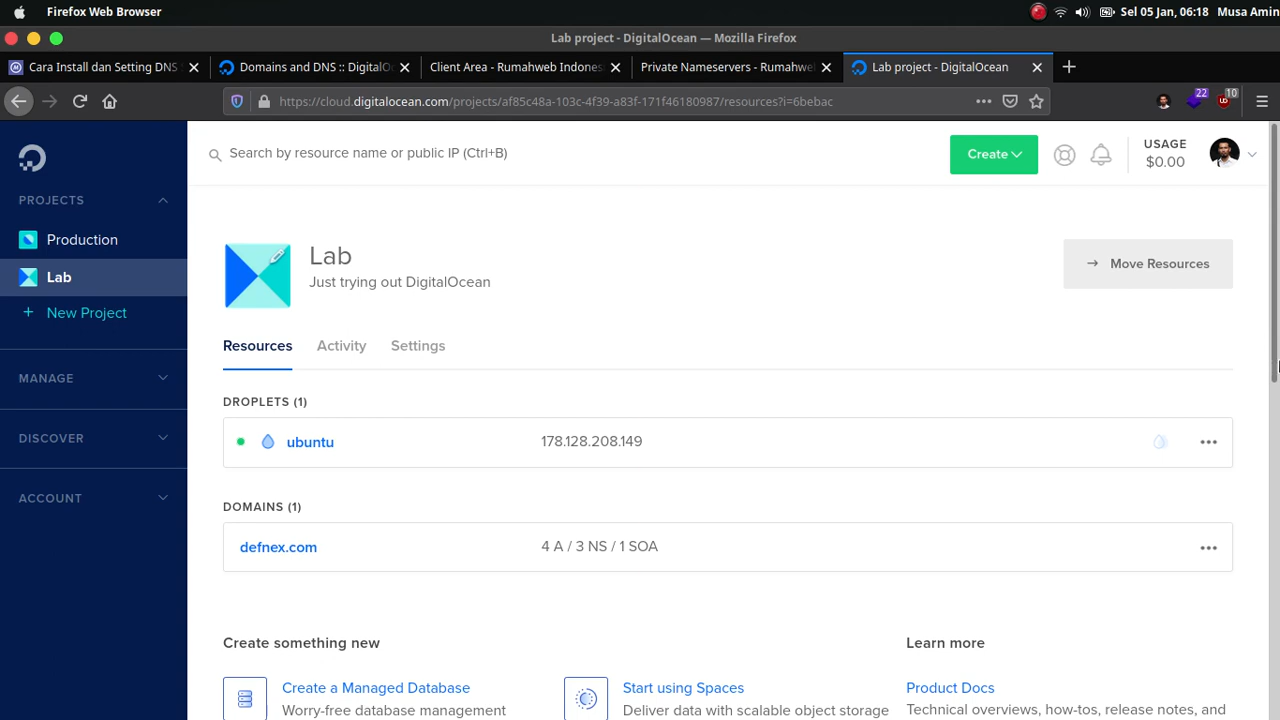 Firefox Web Browser
Sel 05 Jan, 06:18 Musa Amin
Lab project - DigitalOcean — Mozilla Firefox
Cara Install dan Setting DNS
Domains and DNS :: DigitalO
Client Area - Rumahweb Indones
Private Nameservers - Rumahwe
Lab project - DigitalOcean
https://cloud.digitalocean.com/projects/af85c48a-103c-4f39-a83f-171f46180987/resources?i=6bebac
22
10
Search by resource name or public IP (Ctrl+B)
Create
USAGE
$0.00
PROJECTS
Production
Lab
+ New Project
MANAGE
DISCOVER
ACCOUNT
Lab
Just trying out DigitalOcean
→ Move Resources
Resources
Activity
Settings
DROPLETS (1)
ubuntu
178.128.208.149
DOMAINS (1)
defnex.com
4 A / 3 NS / 1 SOA
Create something new
Create a Managed Database
Worry-free database management
Start using Spaces
Deliver data with scalable object storage
Learn more
Product Docs
Technical overviews, how-tos, release notes, and